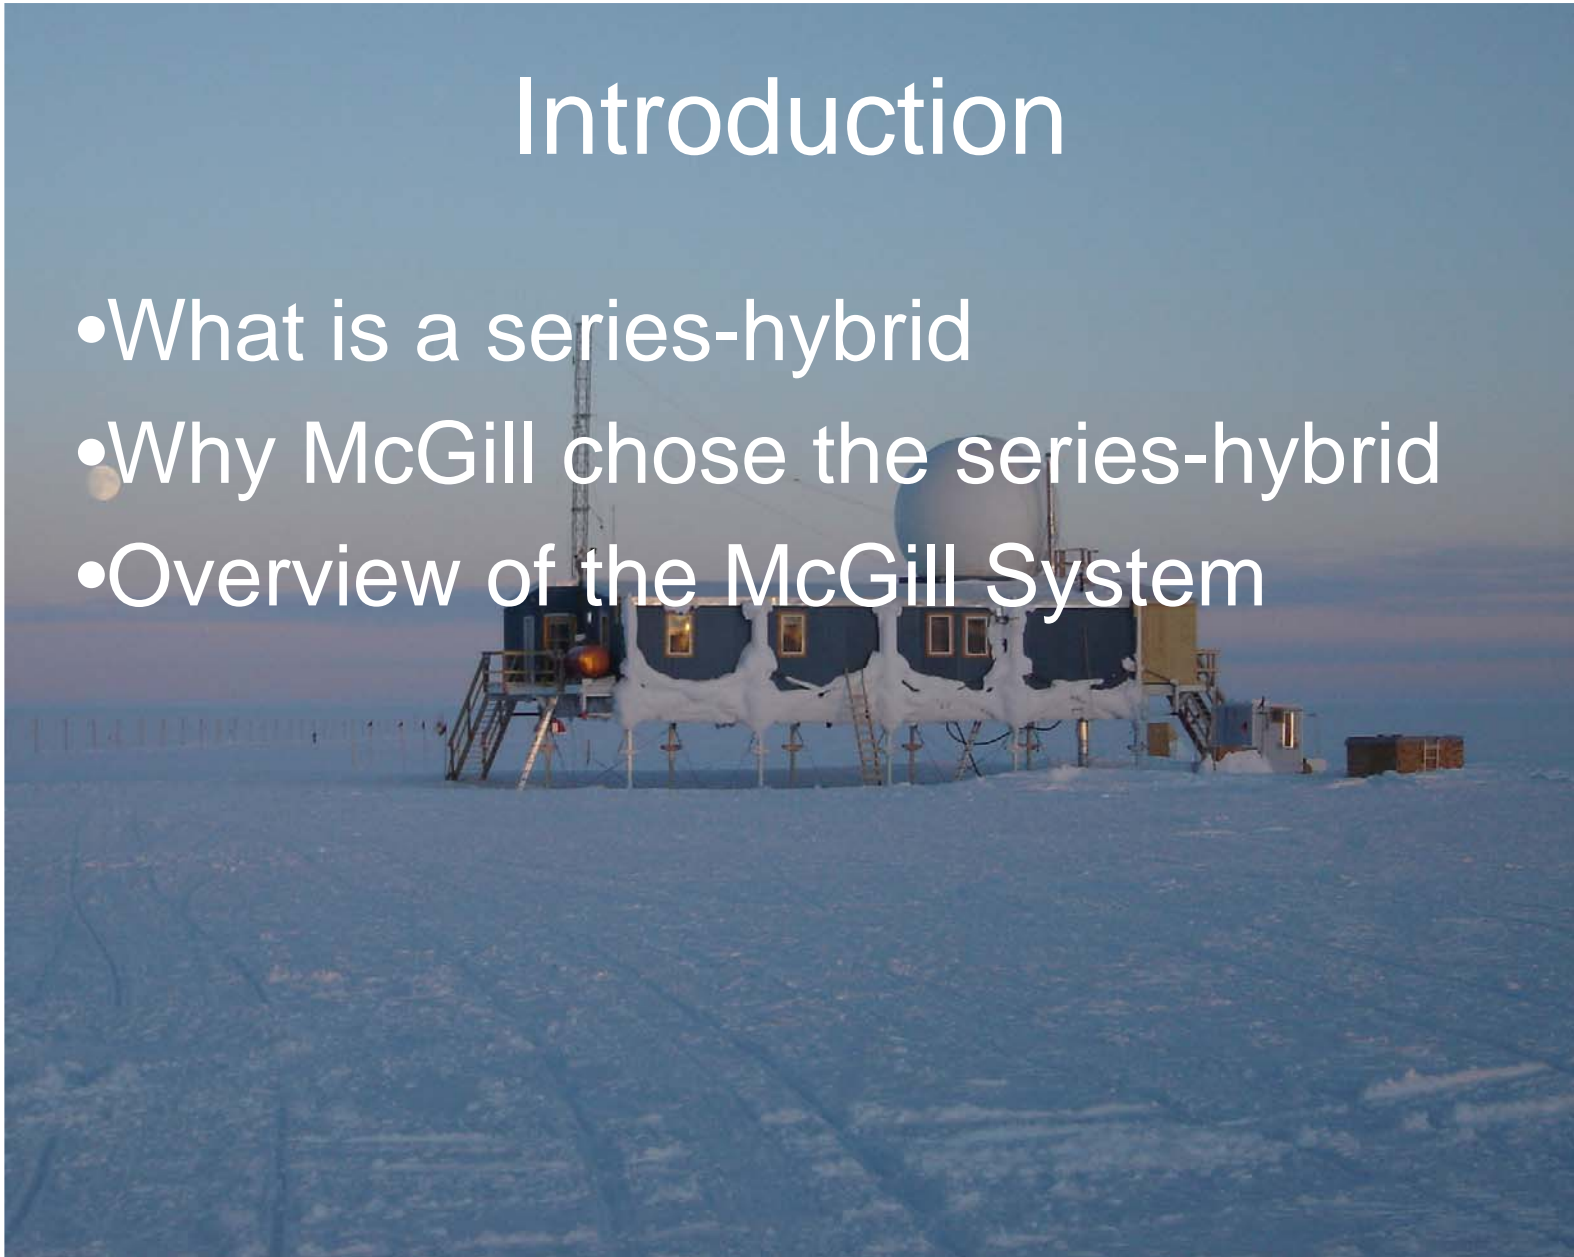 Introduction
•What is a series-hybrid
•Why McGill chose the series-hybrid
•Overview of the McGill System